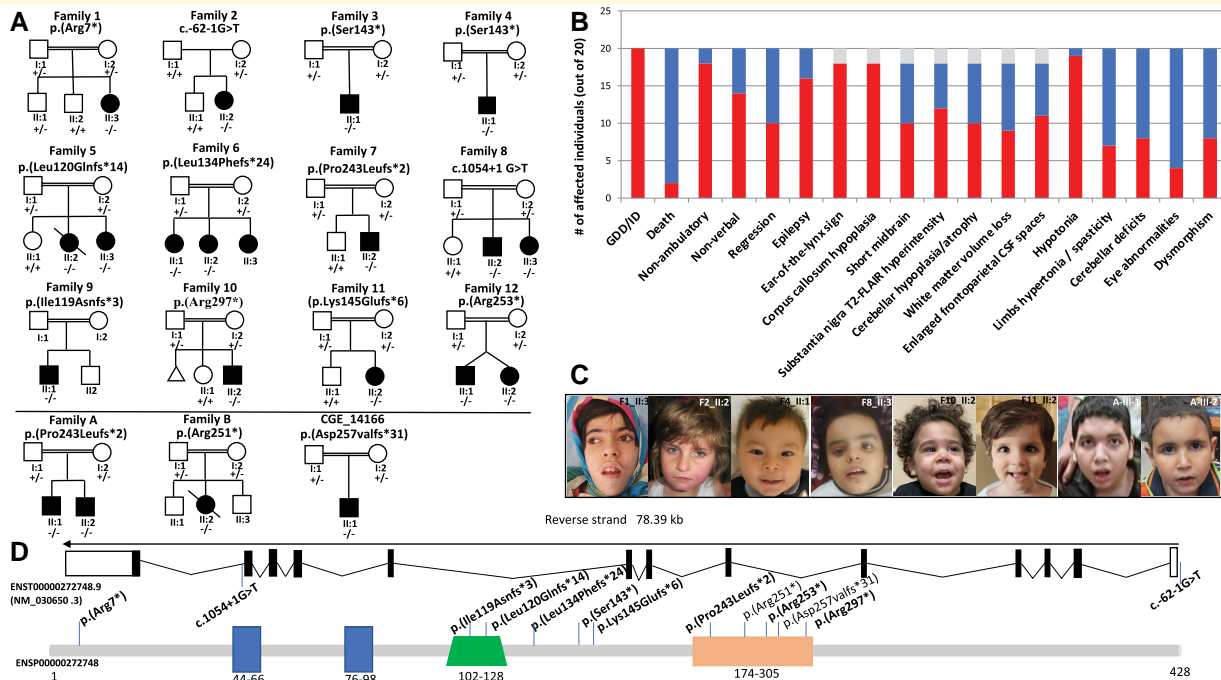 A
Family 1
p.(Arg7*)
I:1
+/-
I:2
+/-
II:1
+/-
II:2
+/+
II:3
-/-
Family 2
c.-62-1G>T
I:1
+/+
I:2
+/-
II:1
+/+
II:2
-/-
Family 3
p.(Ser143*)
I:1
+/-
I:2
+/-
II:1
-/-
Family 4
p.(Ser143*)
I:1
+/-
I:2
+/-
II:1
-/-
Family 5
p.(Leu120Glnfs*14)
I:1
+/-
I:2
+/-
II:1
+/+
II:2
-/-
II:3
-/-
Family 6
p.(Leu134Phefs*24)
I:1
+/-
I:2
+/-
II:1
-/-
II:2
-/-
II:3
-/-
Family 7
p.(Pro243Leufs*2)
I:1
+/-
I:2
+/-
II:1
+/-
II:2
-/-
Family 8
c.1054+1 G>T
I:1
+/-
I:2
+/-
II:1
+/+
II:2
-/-
II:3
-/-
Family 9
p.(Ile119Asnfs*3)
I:1
I:2
II:1
-/-
II2
Family 10
p.(Arg297*)
I:1
+/-
I:2
+/-
II:1
+/+
II:2
-/-
Family 11
(p.Lys145Glufs*6)
I:1
+/-
I:2
+/-
II:1
+/-
II:2
-/-
Family 12
p.(Arg253*)
I:1
+/-
I:2
+/-
II:1
-/-
II:2
-/-
Family A
p.(Pro243Leufs*2)
I:1
+/-
I:2
+/-
II:1
-/-
II:2
-/-
Family B
p.(Arg251*)
I:1
+/-
I:2
+/-
II:1
II:2
-/-
II:3
CGE_14166
p.(Asp257valfs*31)
I:1
+/-
I:2
+/-
II:1
-/-
B
# of affected individuals (out of 20)
25
20
15
10
5
0
GDD/ID
Death
Non-ambulatory
Non-verbal
Regression
Epilepsy
Ear-of-the-lynx sign
Corpus callosum hypoplasia
Short midbrain
Substantia nigra T2-FLAIR hyperintensity
Cerebellar hypoplasia/atrophy
White matter volume loss
Enlarged frontoparietal CSF spaces
Hypotonia
Limbs hypertonia / spasticity
Cerebellar deficits
Eye abnormalities
Dysmorphism
C
F1_II:3
F2_II:2
F4_II:1
F8_II:3
F10_II:2
F11_II:2
A-III-1
A-III-2
D
Reverse strand 78.39 kb
ENST00000272748.9
(NM_030650 .3)
p.(Arg7*)
c.1054+1G>T
p.(Ile119Asnfs*3)
p.(Leu120Glnfs*14)
p.(Leu134Phefs*24)
p.(Ser143*)
p.Lys145Glufs*6)
p.(Pro243Leufs*2)
p.(Arg251*)
p.(Arg253*)
p.(Asp257valfs*31)
p.(Arg297*)
c.-62-1G>T
ENSP00000272748
1
44-66
76-98
102-128
174-305
428